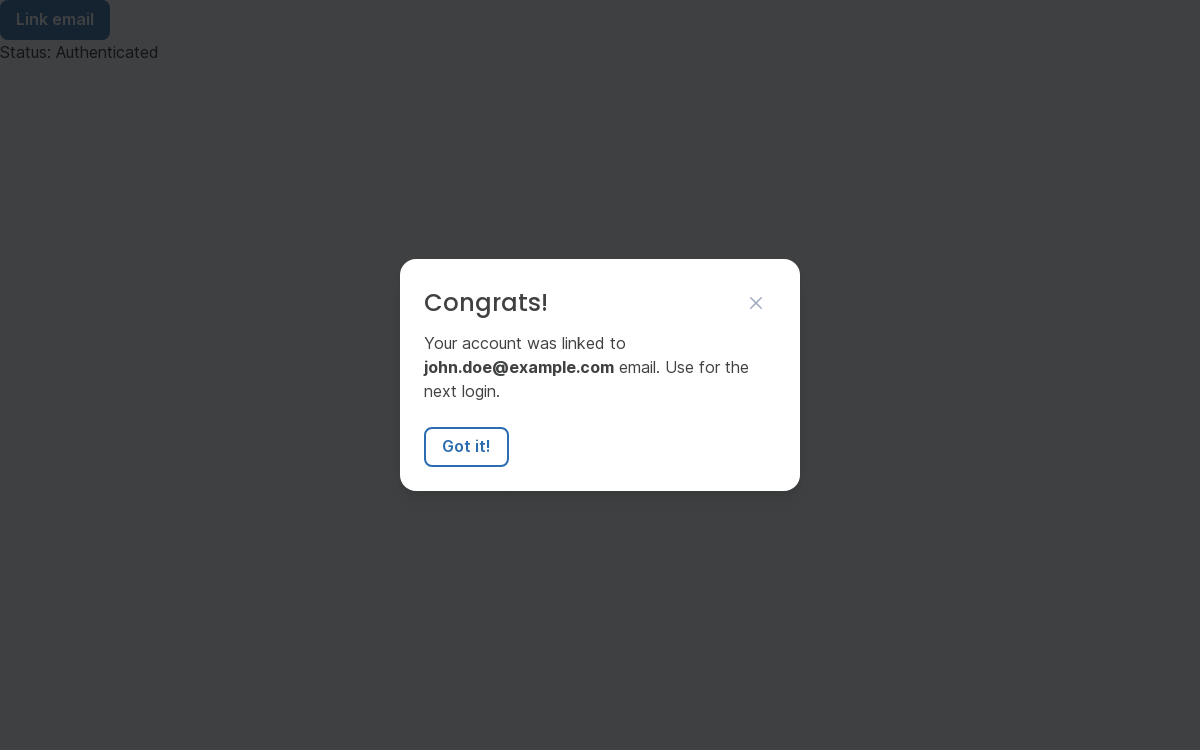 Link email
Status: Authenticated
Congrats!
Your account was linked to
john.doe@example.com email. Use for the
next login.
Got it!